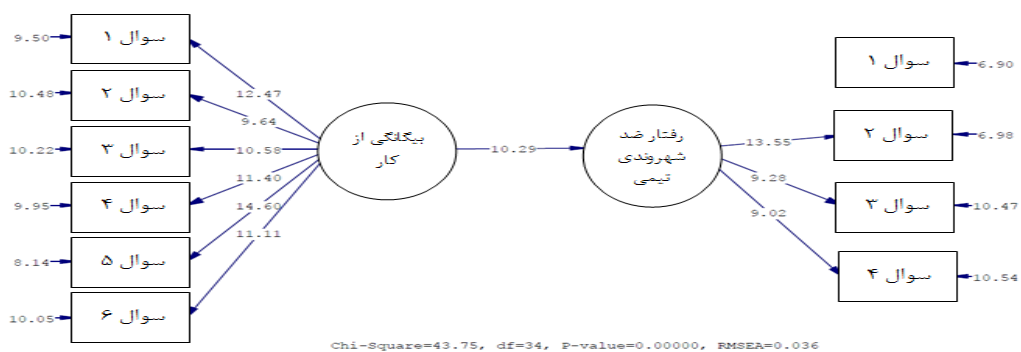 9.50
سوال ۱
10.48
سوال ۲
10.22
سوال ۳
9.95
سوال ۴
8.14
سوال ۵
10.05
سوال ۶
12.47
9.64
10.58
11.40
14.60
11.11
بیگانگی از
کار
10.29
رفتار ضد
شهروندی
تیمی
13.55
9.28
9.02
سوال ۱
6.90
سوال ۲
6.98
سوال ۳
10.47
سوال ۴
10.54
Chi-Square=43.75, df=34, P-value=0.00000, RMSEA=0.036